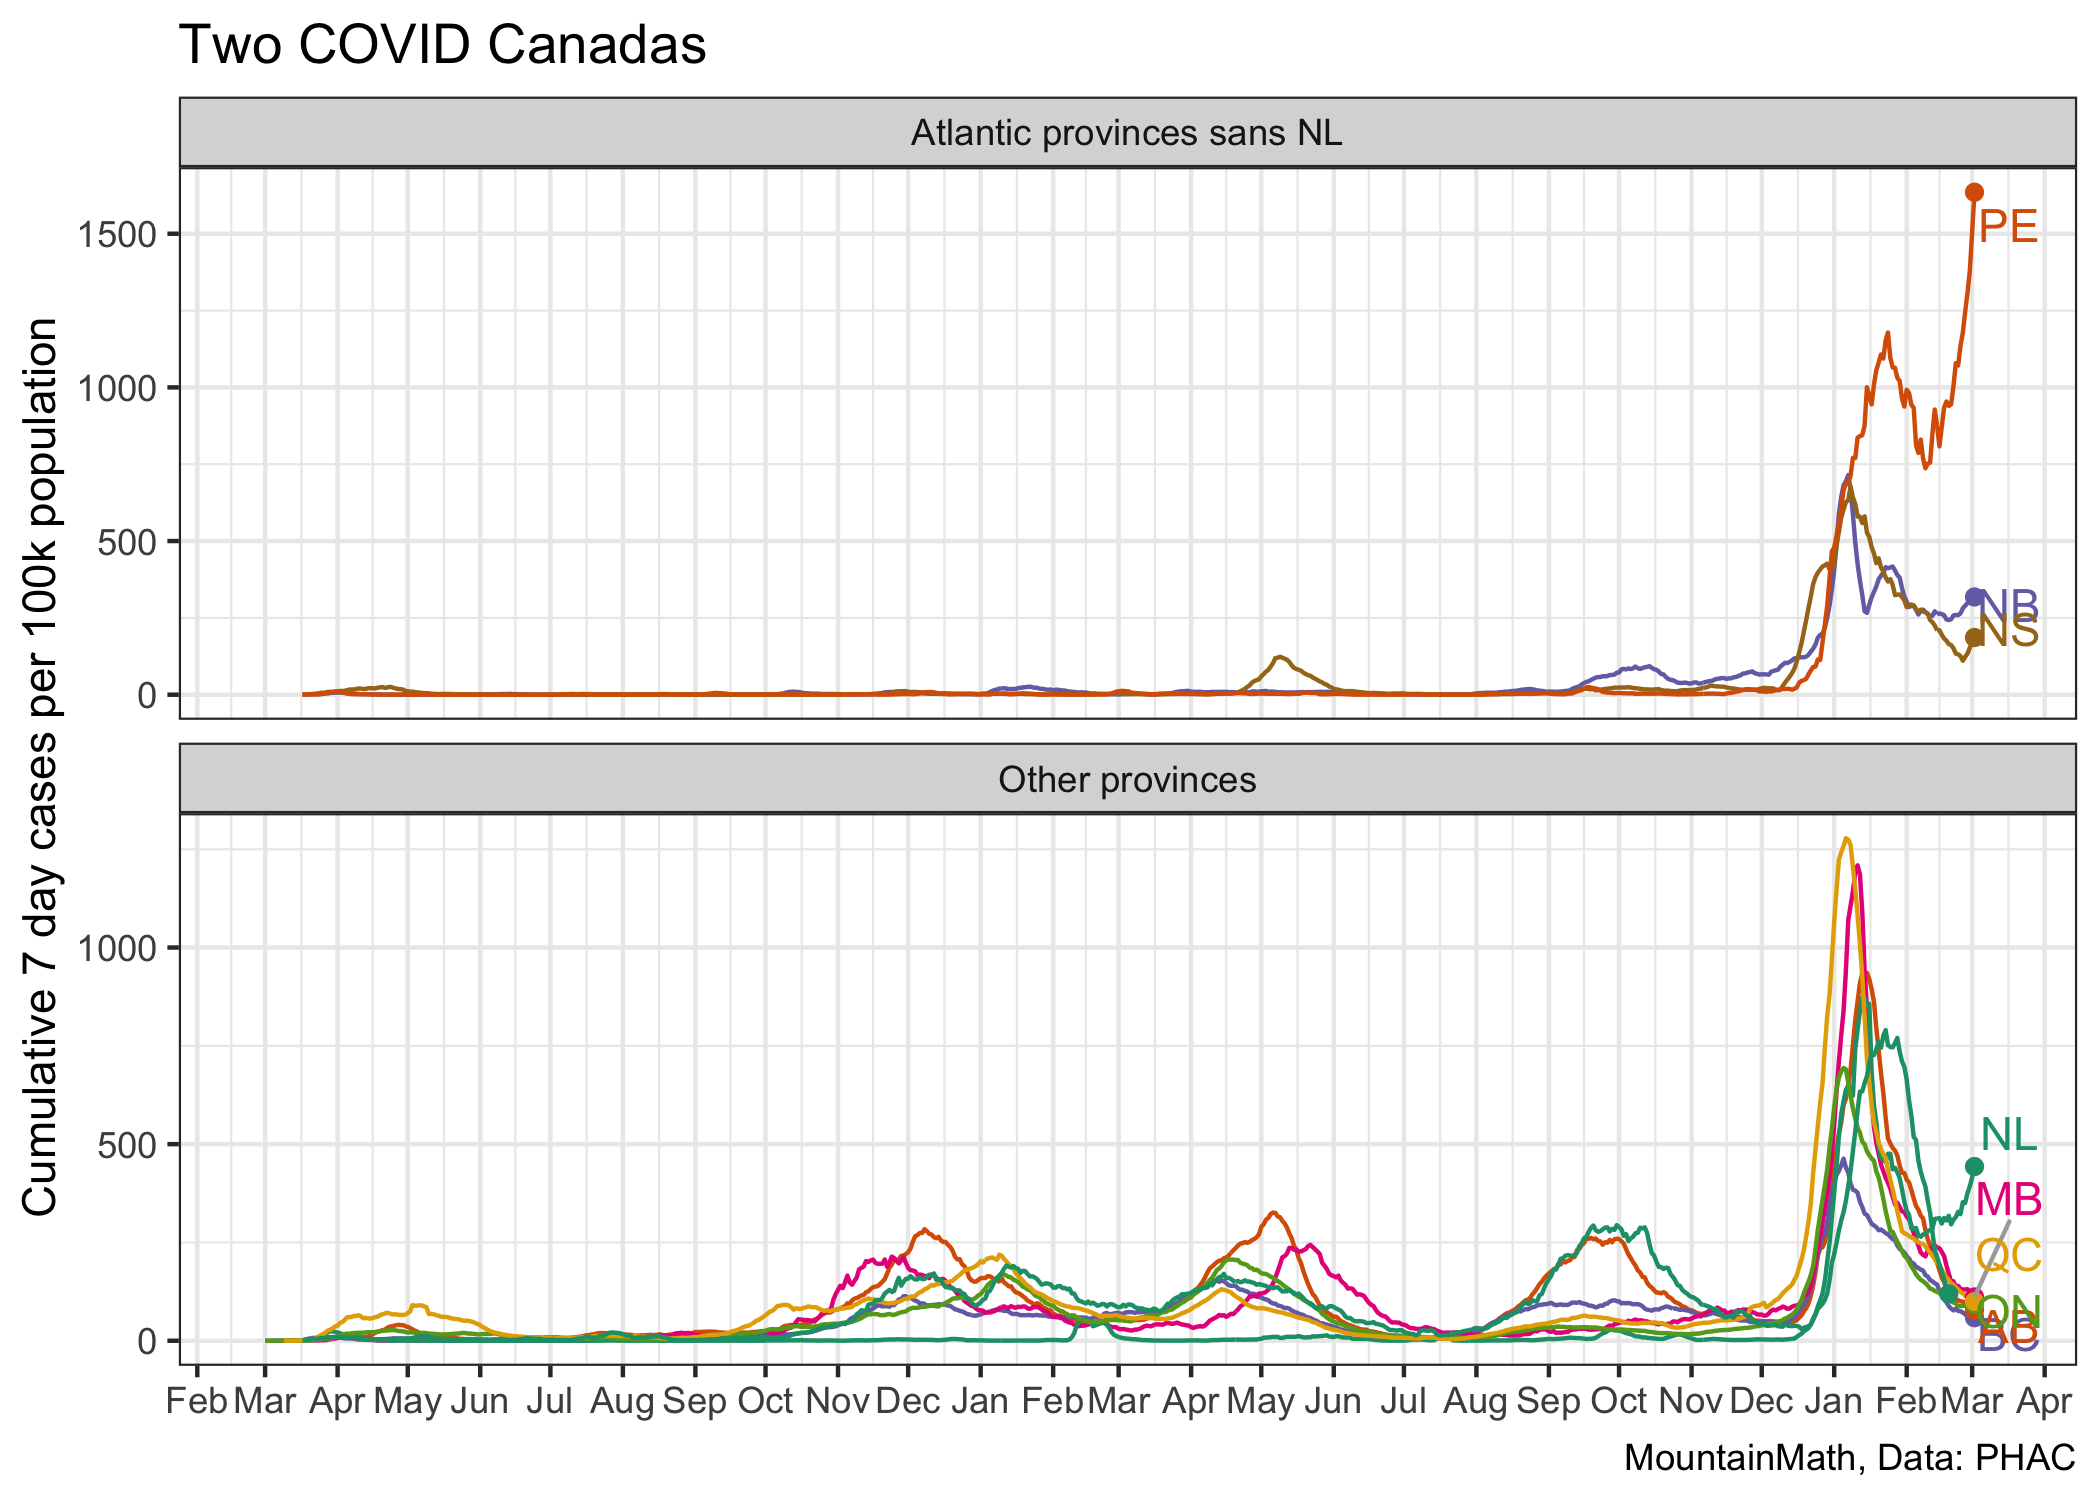 Two COVID Canadas
Atlantic provinces sans NL
Cumulative 7 day cases per 100k population
1500
1000
500
0
PE
NB
NS
Other provinces
1000
500
0
NL
MB
QC
ON
AB
BC
Feb Mar Apr May Jun Jul Aug Sep Oct Nov Dec Jan Feb Mar Apr May Jun Jul Aug Sep Oct Nov Dec Jan Feb Mar Apr
MountainMath, Data: PHAC